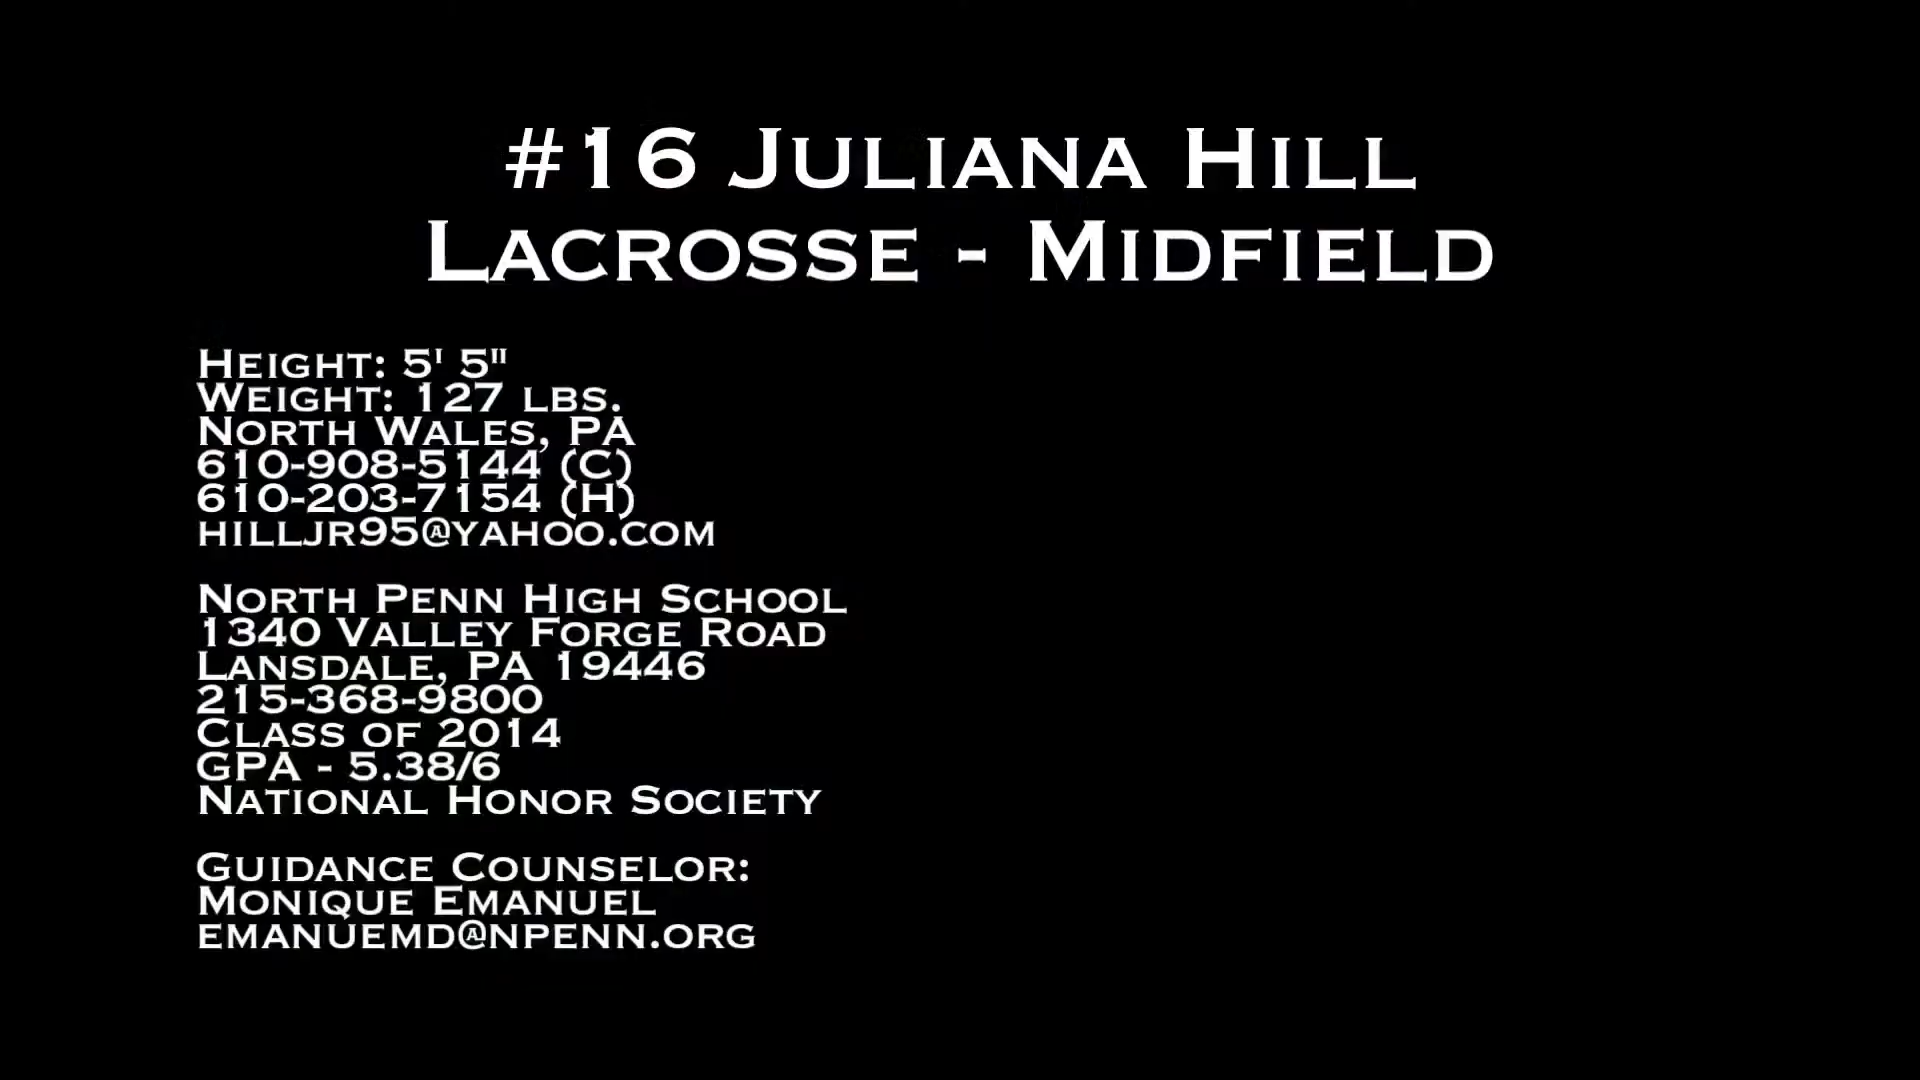 #16 Juliana Hill
Lacrosse - Midfield
Height: 5' 5"
Weight: 127 lbs.
North Wales, PA
610-908-5144 (C)
610-203-7154 (H)
hilljr95@yahoo.com
North Penn High School
1340 Valley Forge Road
Lansdale, PA 19446
215-368-9800
Class of 2014
GPA - 5.38/6
National Honor Society
Guidance Counselor:
Monique Emanuel
emanuemd@npenn.org